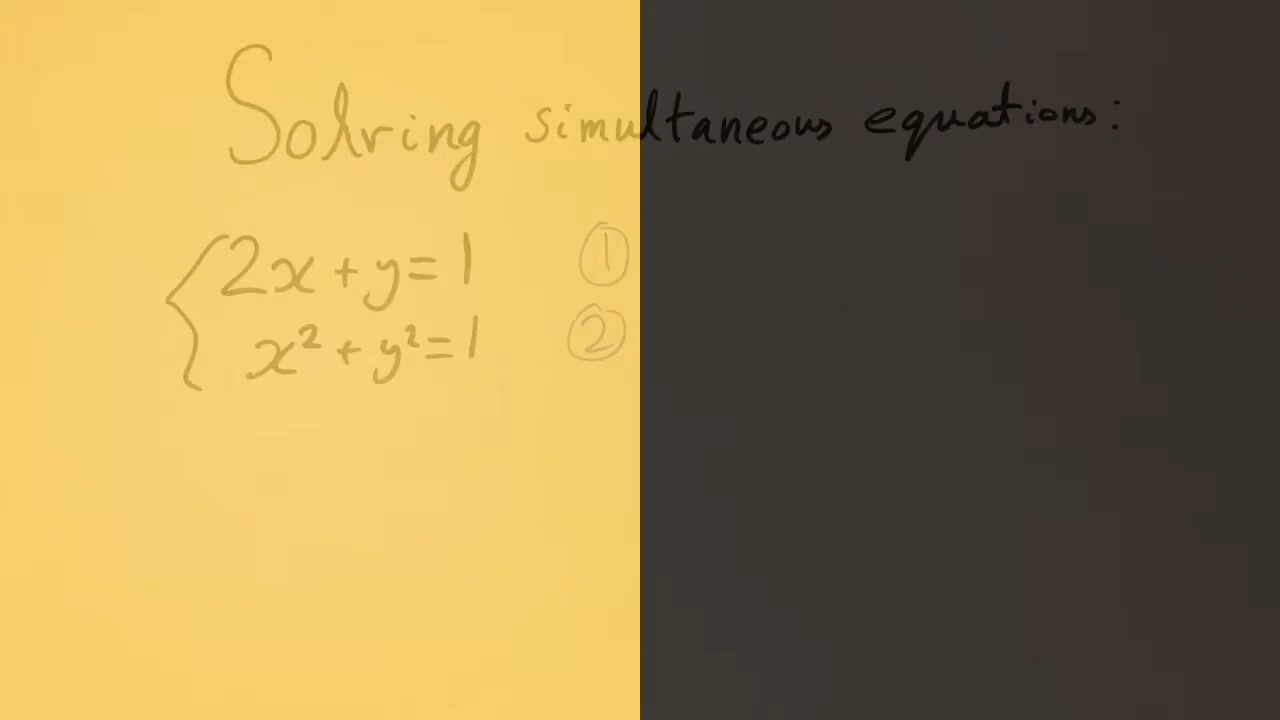 Solving simultaneous equations:
2x + y = 1 ①
x² + y² = 1 ②